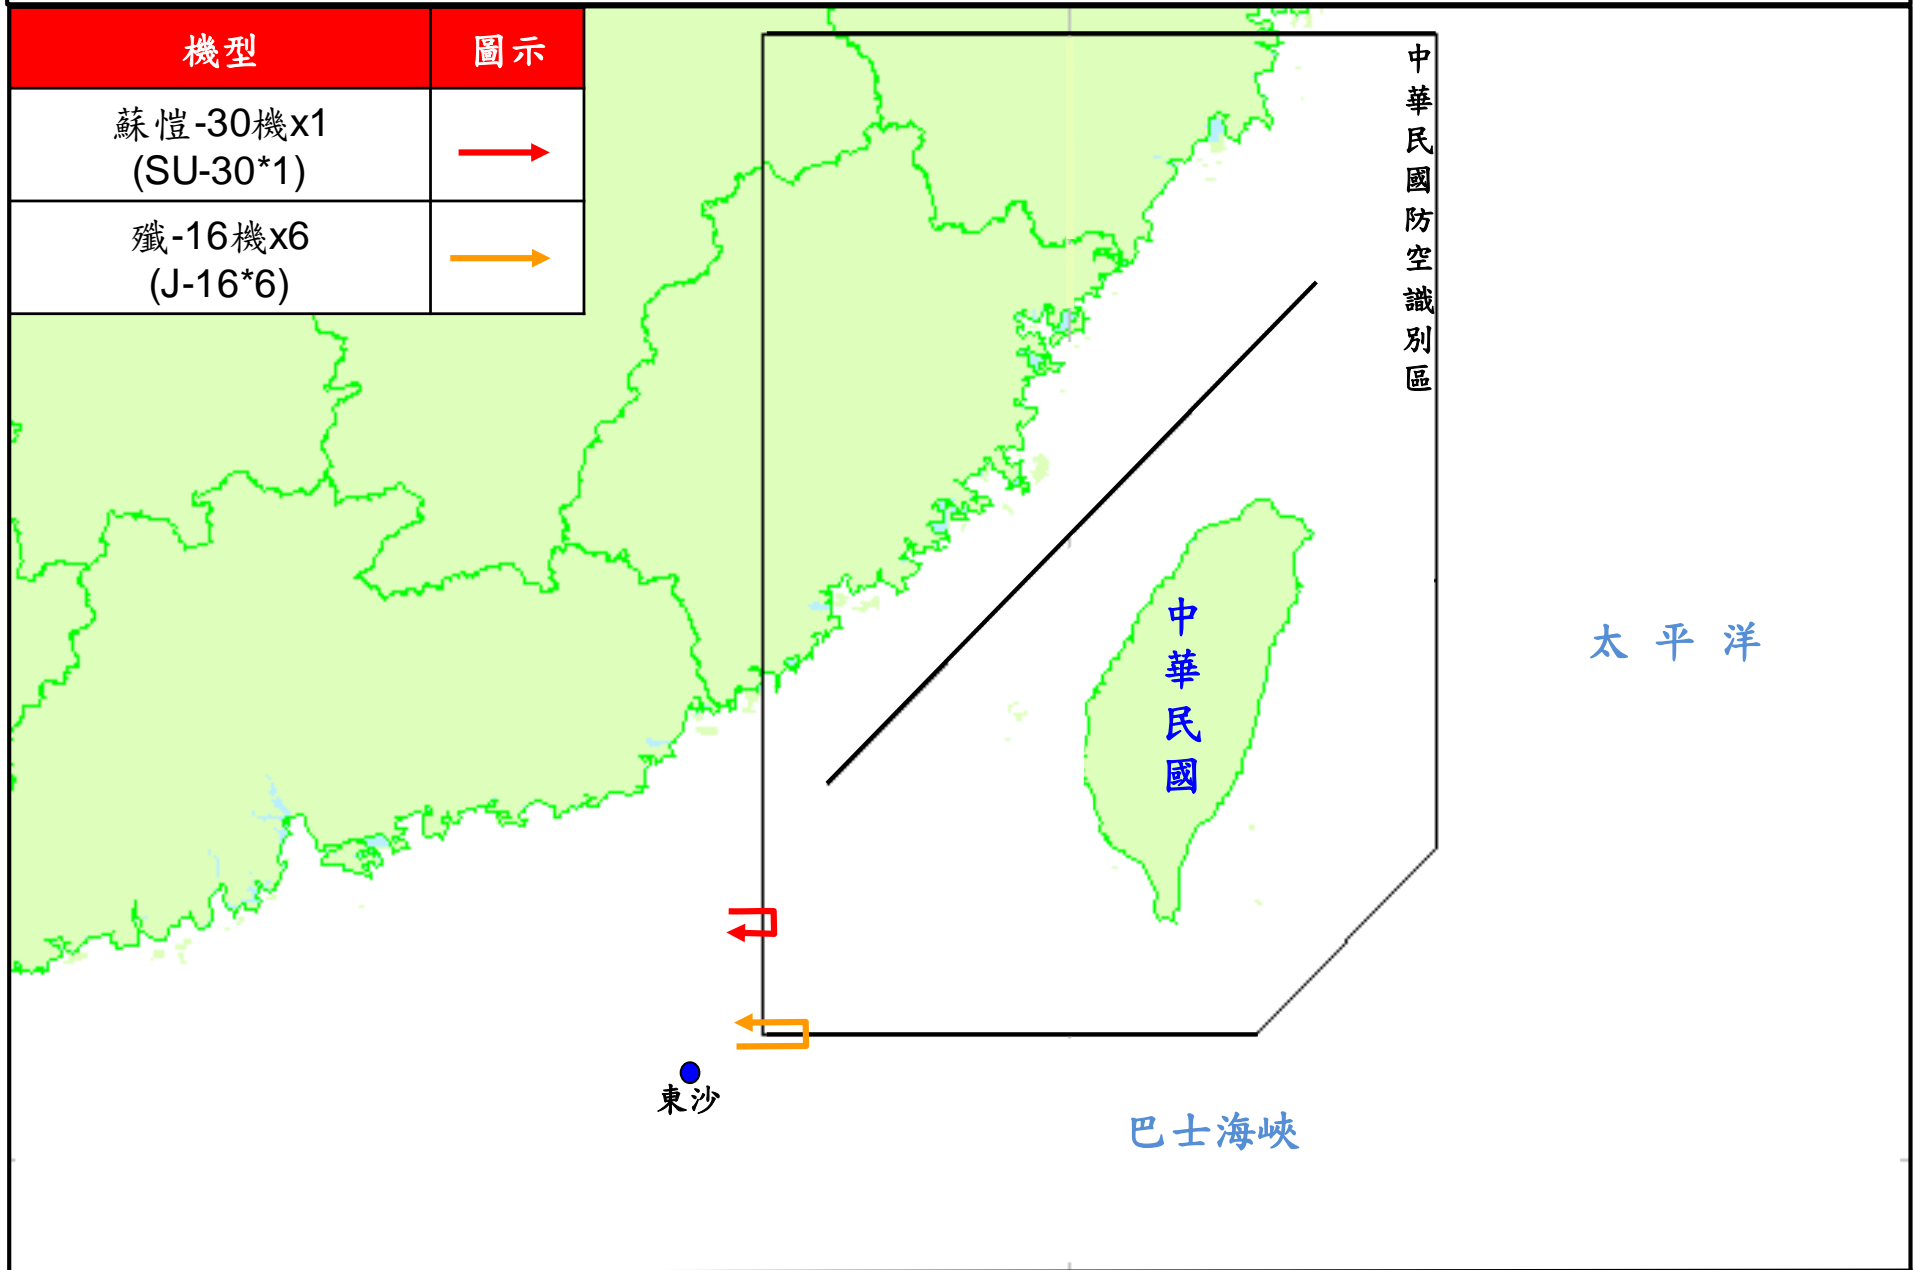 機型
圖示
蘇愷-30機x1
(SU-30*1)
殲-16機x6
(J-16*6)
中華民國防空識別區
中華民國
太平洋
東沙
巴士海峽